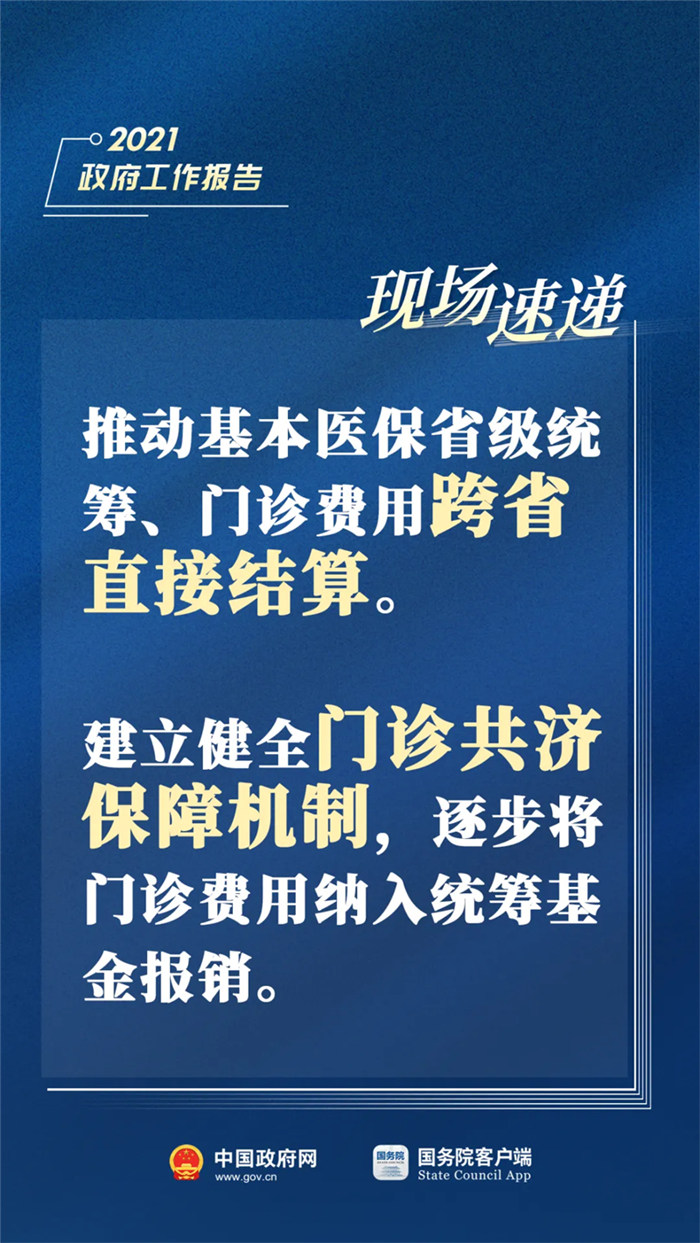 2021
政府工作报告
现场速递
推动基本医保省级统
筹、门诊费用跨省
直接结算。
建立健全门诊共济
保障机制，逐步将
门诊费用纳入统筹基
金报销。
中国政府网
www.gov.cn
国务院
国务院客户端
State Council App